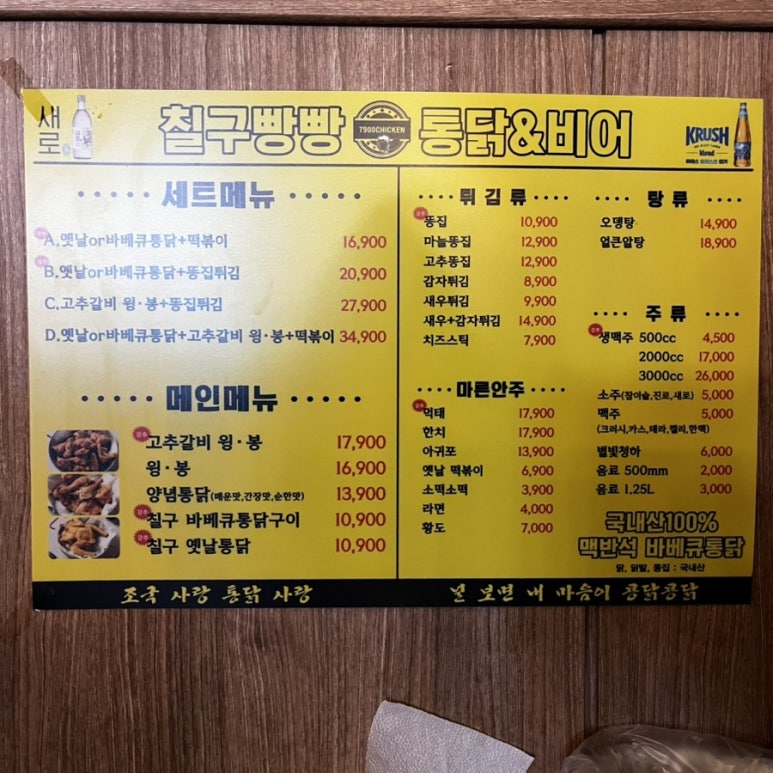 새로
칠구빵빵 7900CHICKEN 통닭&비어
KRUSH
세트메뉴
A.옛날or바베큐통닭+떡볶이 16,900
B.옛날or바베큐통닭+똥집튀김 20,900
C.고추갈비 윙·봉+똥집튀김 27,900
D.옛날or바베큐통닭+고추갈비 윙·봉+떡볶이 34,900
메인메뉴
고추갈비 윙·봉 17,900
윙·봉 16,900
양념통닭(매운맛,간장맛,순한맛) 13,900
칠구 바베큐통닭구이 10,900
칠구 옛날통닭 10,900
튀김류
똥집 10,900
마늘똥집 12,900
고추똥집 12,900
감자튀김 8,900
새우튀김 9,900
새우+감자튀김 14,900
치즈스틱 7,900
마른안주
먹태 17,900
한치 17,900
아귀포 13,900
옛날 떡볶이 6,900
소떡소떡 3,900
라면 4,000
황도 7,000
탕류
오뎅탕 14,900
얼큰알탕 18,900
주류
생맥주 500cc 4,500
2000cc 17,000
3000cc 26,000
소주(참이슬,진로,새로) 5,000
맥주 5,000
(크러시,카스,테라,켈리,한맥)
별빛청하 6,000
음료 500mm 2,000
음료 1.25L 3,000
국내산100%
맥반석 바베큐통닭
닭, 닭발, 똥집 : 국내산
조국 사랑 통닭 사랑
널 보면 내 마음이 콩닭콩닭